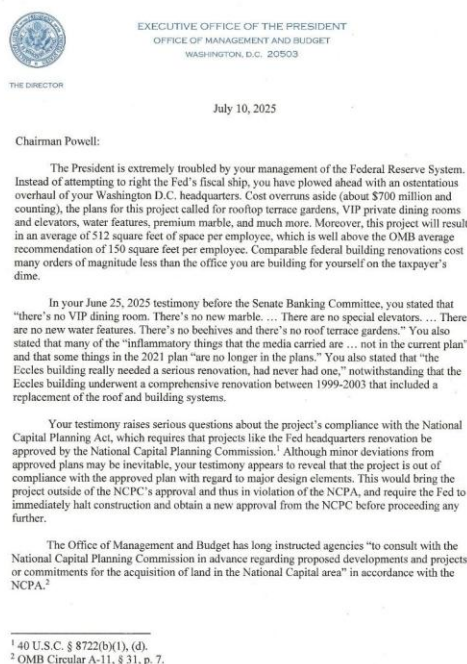 EXECUTIVE OFFICE OF THE PRESIDENT
OFFICE OF MANAGEMENT AND BUDGET
WASHINGTON, D.C. 20503
THE DIRECTOR
July 10, 2025
Chairman Powell:
The President is extremely troubled by your management of the Federal Reserve System.
Instead of attempting to right the Fed's fiscal ship, you have plowed ahead with an ostentatious
overhaul of your Washington D.C. headquarters. Cost overruns aside (about $700 million and
counting), the plans for this project called for rooftop terrace gardens, VIP private dining rooms
and elevators, water features, premium marble, and much more. Moreover, this project will result
in an average of 512 square feet of space per employee, which is well above the OMB average
recommendation of 150 square feet per employee. Comparable federal building renovations cost
many orders of magnitude less than the office you are building for yourself on the taxpayer's
dime.
In your June 25, 2025 testimony before the Senate Banking Committee, you stated that
"there's no VIP dining room. There's no new marble. … There are no special elevators. … There
are no new water features. There's no beehives and there's no roof terrace gardens." You also
stated that many of the "inflammatory things that the media carried are … not in the current plan"
and that some things in the 2021 plan "are no longer in the plans." You also stated that "the
Eccles building really needed a serious renovation, had never had one," notwithstanding that the
Eccles building underwent a comprehensive renovation between 1999-2003 that included a
replacement of the roof and building systems.
Your testimony raises serious questions about the project's compliance with the National
Capital Planning Act, which requires that projects like the Fed headquarters renovation be
approved by the National Capital Planning Commission.¹ Although minor deviations from
approved plans may be inevitable, your testimony appears to reveal that the project is out of
compliance with the approved plan with regard to major design elements. This would bring the
project outside of the NCPC's approval and thus in violation of the NCPA, and require the Fed to
immediately halt construction and obtain a new approval from the NCPC before proceeding any
further.
The Office of Management and Budget has long instructed agencies "to consult with the
National Capital Planning Commission in advance regarding proposed developments and projects
or commitments for the acquisition of land in the National Capital area" in accordance with the
NCPA.²
¹ 40 U.S.C. § 8722(b)(1), (d).
² OMB Circular A-11, § 31, p. 7.